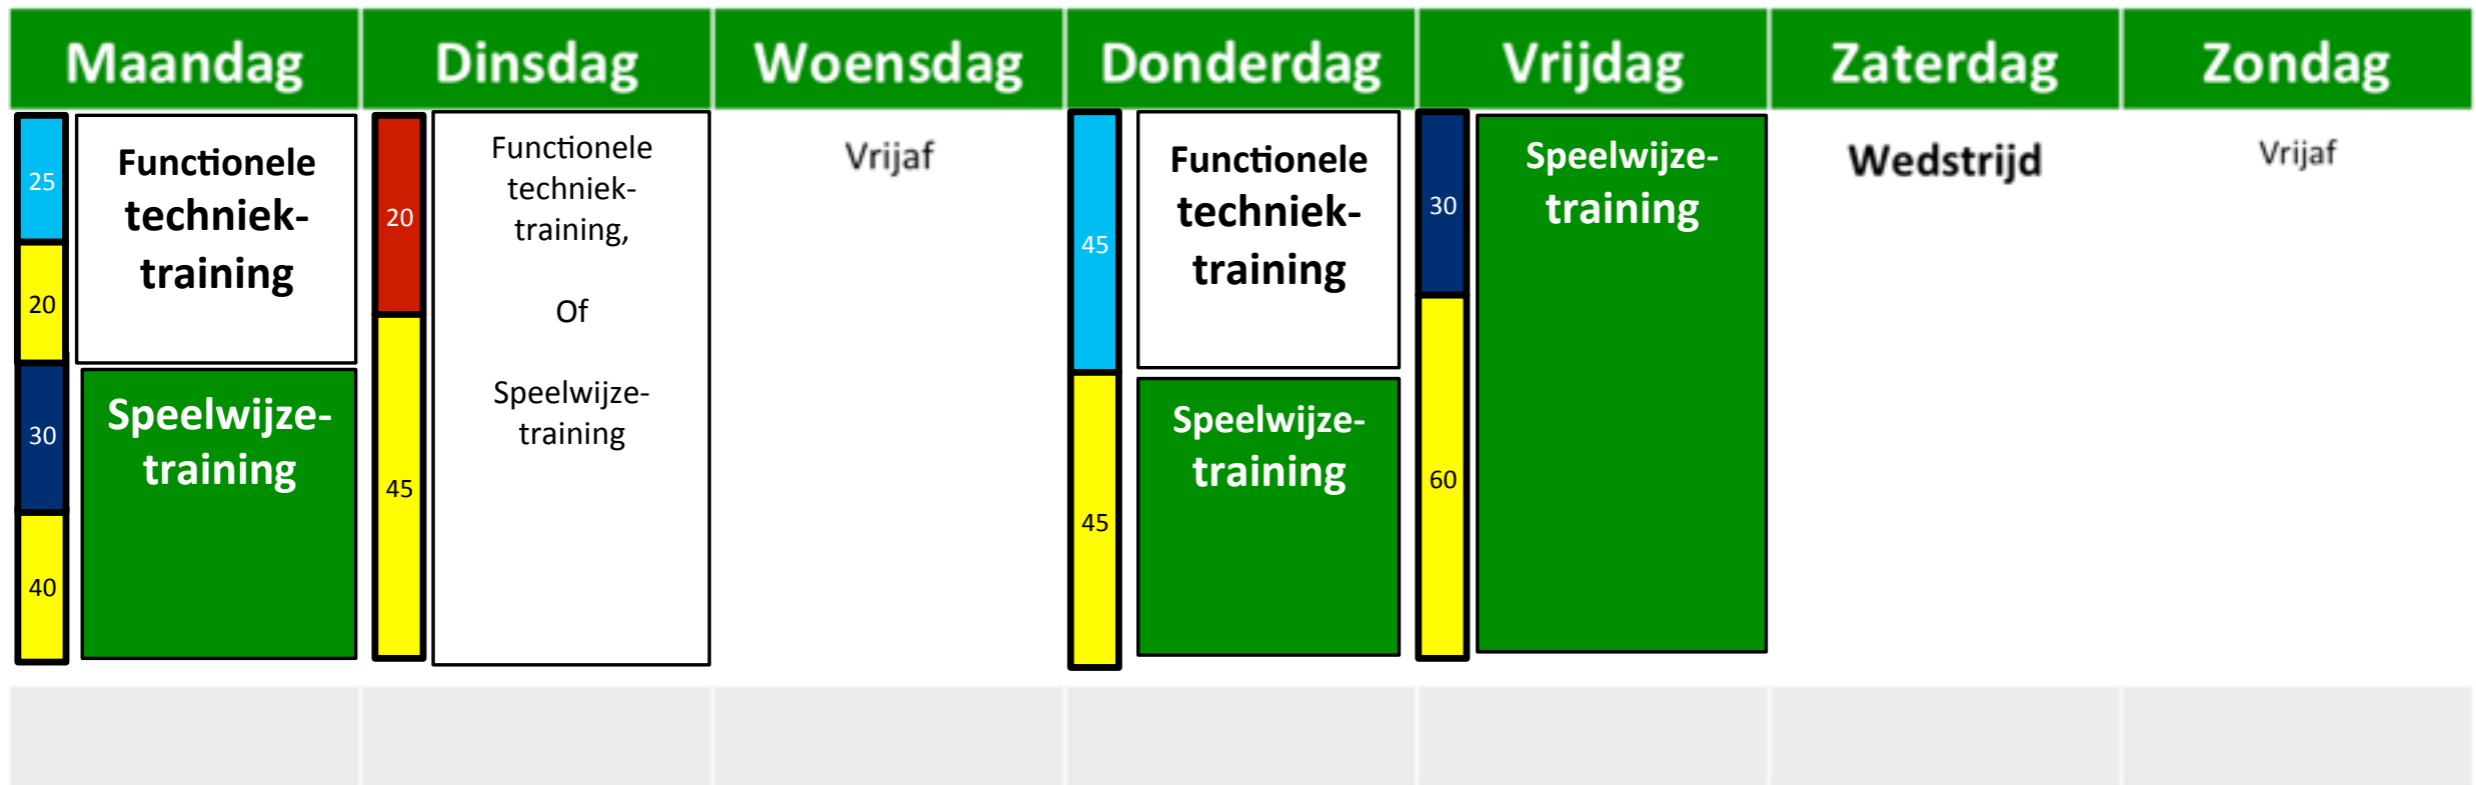 Maandag
Dinsdag
Woensdag
Donderdag
Vrijdag
Zaterdag
Zondag
25
20
30
40
Functionele
techniek-
training
Speelwijze-
training
20
45
Functionele
techniek-
training,
Of
Speelwijze-
training
Vrijaf
45
45
Functionele
techniek-
training
Speelwijze-
training
30
60
Speelwijze-
training
Wedstrijd
Vrijaf